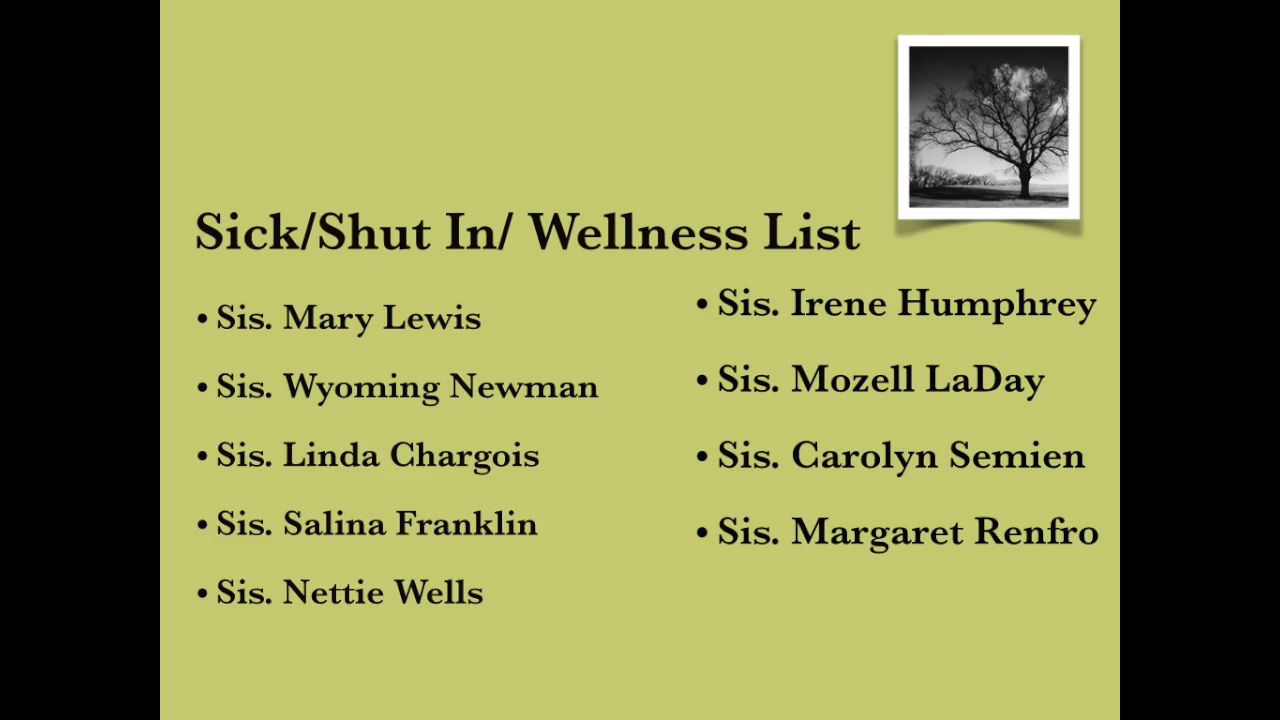 Sick/Shut In/ Wellness List
• Sis. Mary Lewis
• Sis. Wyoming Newman
• Sis. Linda Chargois
• Sis. Salina Franklin
• Sis. Nettie Wells
• Sis. Irene Humphrey
• Sis. Mozell LaDay
• Sis. Carolyn Semien
• Sis. Margaret Renfro